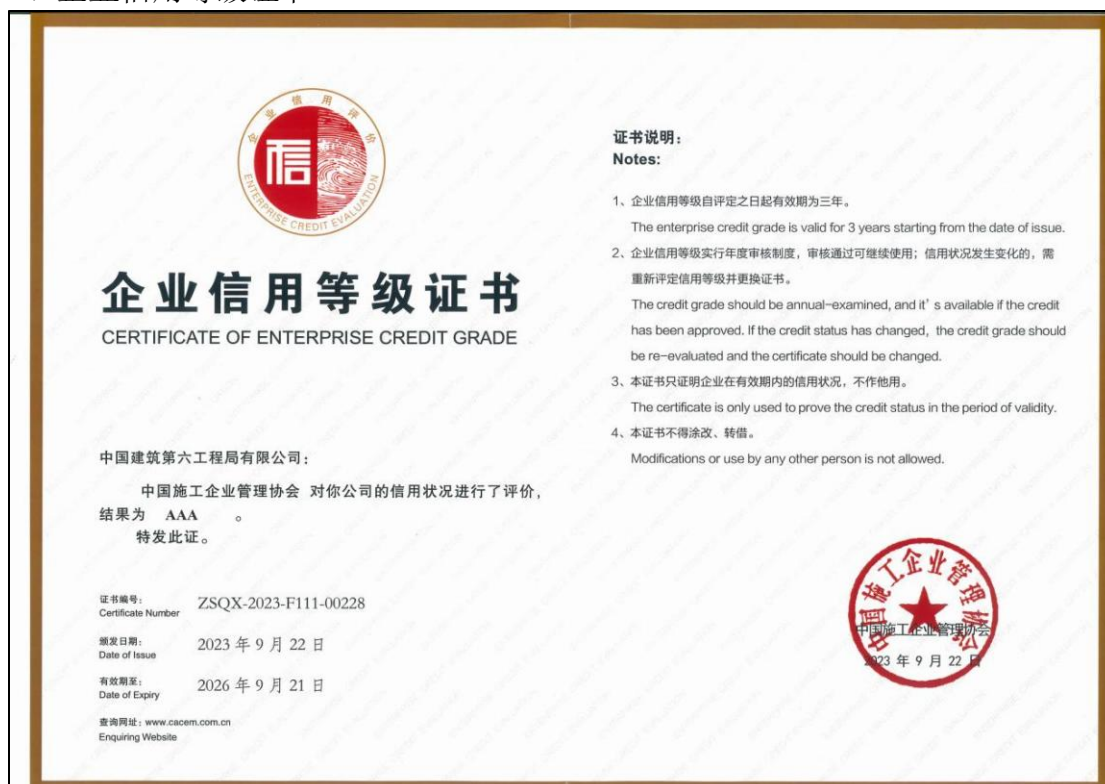 企业信用评价
信
ENTERPRISE CREDIT EVALUATION
企业信用等级证书
CERTIFICATE OF ENTERPRISE CREDIT GRADE
中国建筑第六工程局有限公司：
中国施工企业管理协会 对你公司的信用状况进行了评价，
结果为 AAA 。
特发此证。
证书编号：
Certificate Number
ZSQX-2023-F111-00228
颁发日期：
Date of Issue
2023 年 9 月 22 日
有效期至：
Date of Expiry
2026 年 9 月 21 日
查询网址：www.cacem.com.cn
Enquiring Website
证书说明：
Notes:
1、企业信用等级自评定之日起有效期为三年。
The enterprise credit grade is valid for 3 years starting from the date of issue.
2、企业信用等级实行年度审核制度，审核通过可继续使用；信用状况发生变化的，需
重新评定信用等级并更换证书。
The credit grade should be annual-examined, and it’s available if the credit
has been approved. If the credit status has changed, the credit grade should
be re-evaluated and the certificate should be changed.
3、本证书只证明企业在有效期内的信用状况，不作他用。
The certificate is only used to prove the credit status in the period of validity.
4、本证书不得涂改、转借。
Modifications or use by any other person is not allowed.
中国施工企业管理协会
中国施工企业管理协会
2023 年 9 月 22 日